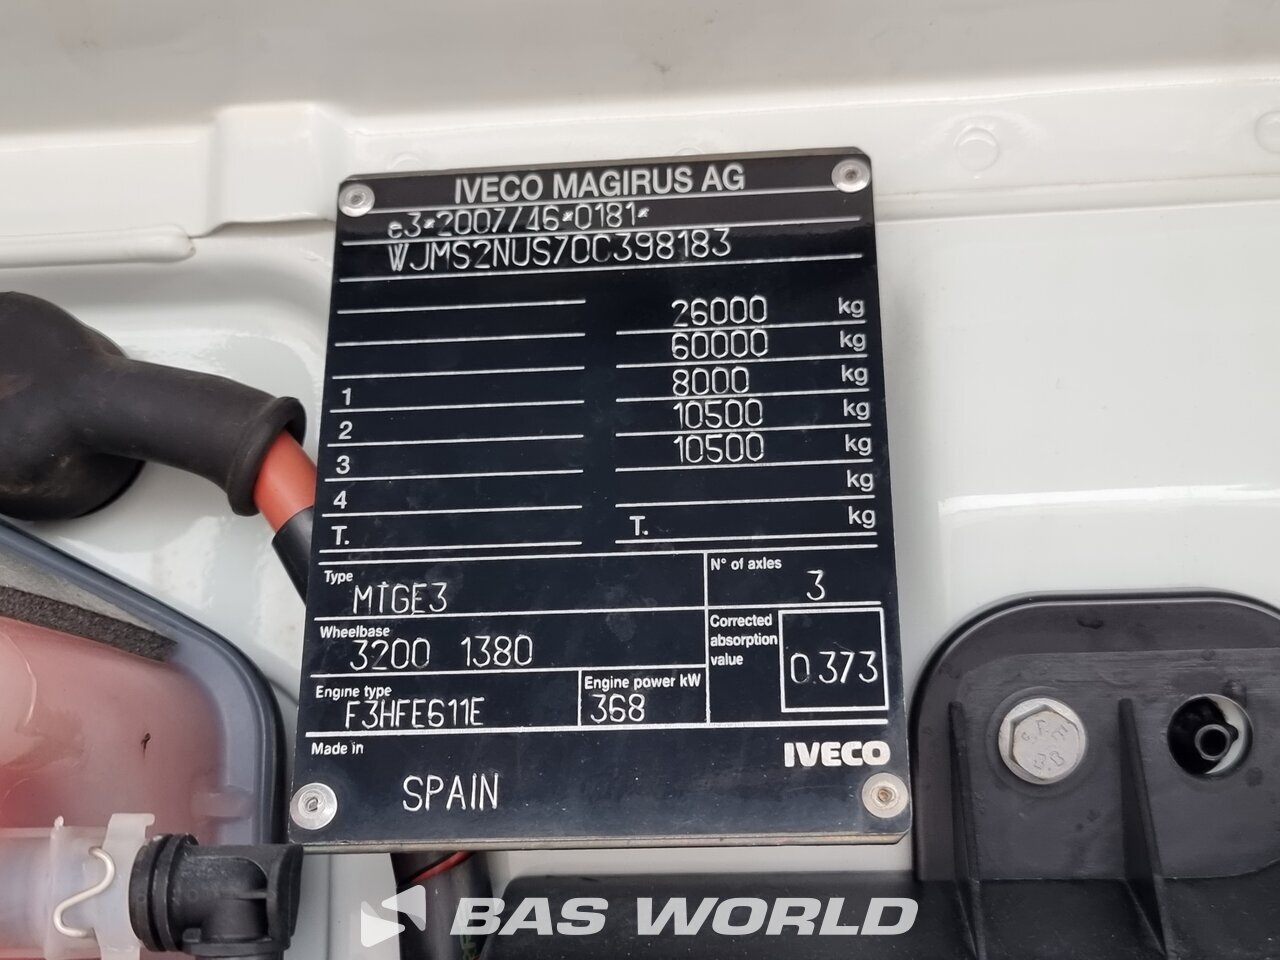 IVECO MAGIRUS AG
e3*2007/46*0181*
WJMS2NUS70C398183
26000 kg
60000 kg
1 8000 kg
2 10500 kg
3 10500 kg
4 kg
T. T. kg
Type MTGE3 N° of axles 3
Wheelbase 3200 1380
Corrected absorption value 0.373
Engine type F3HFE611E Engine power kW 368
Made in SPAIN
IVECO
BAS WORLD